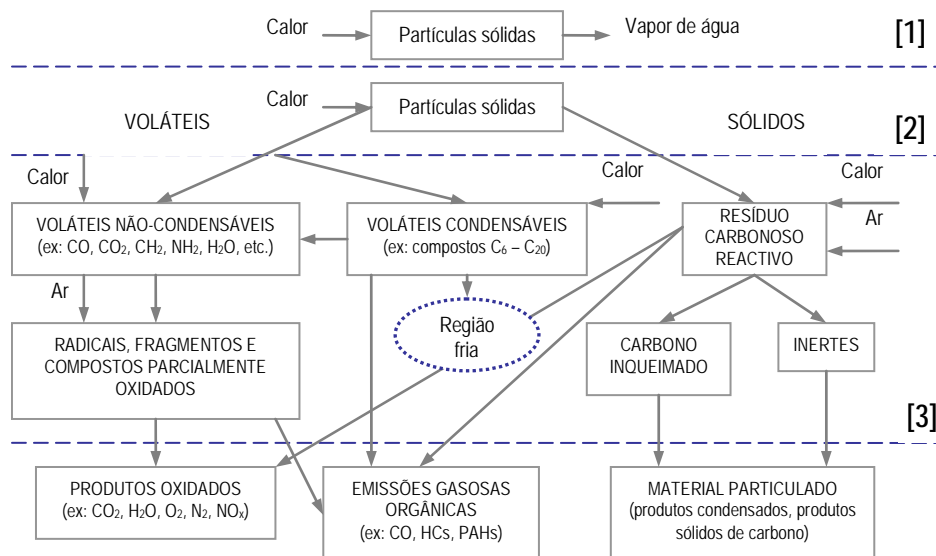 Calor
Partículas sólidas
Vapor de água
[1]
Calor
Partículas sólidas
VOLÁTEIS
SÓLIDOS
[2]
Calor
Calor
Calor
VOLÁTEIS NÃO-CONDENSÁVEIS
(ex: CO, CO₂, CH₂, NH₂, H₂O, etc.)
VOLÁTEIS CONDENSÁVEIS
(ex: compostos C₆ – C₂₀)
RESÍDUO
CARBONOSO
REACTIVO
Ar
Ar
Região
fria
RADICAIS, FRAGMENTOS E
COMPOSTOS PARCIALMENTE
OXIDADOS
CARBONO
INQUEIMADO
INERTES
[3]
PRODUTOS OXIDADOS
(ex: CO₂, H₂O, O₂, N₂, NOₓ)
EMISSÕES GASOSAS
ORGÂNICAS
(ex: CO, HCs, PAHs)
MATERIAL PARTICULADO
(produtos condensados, produtos
sólidos de carbono)